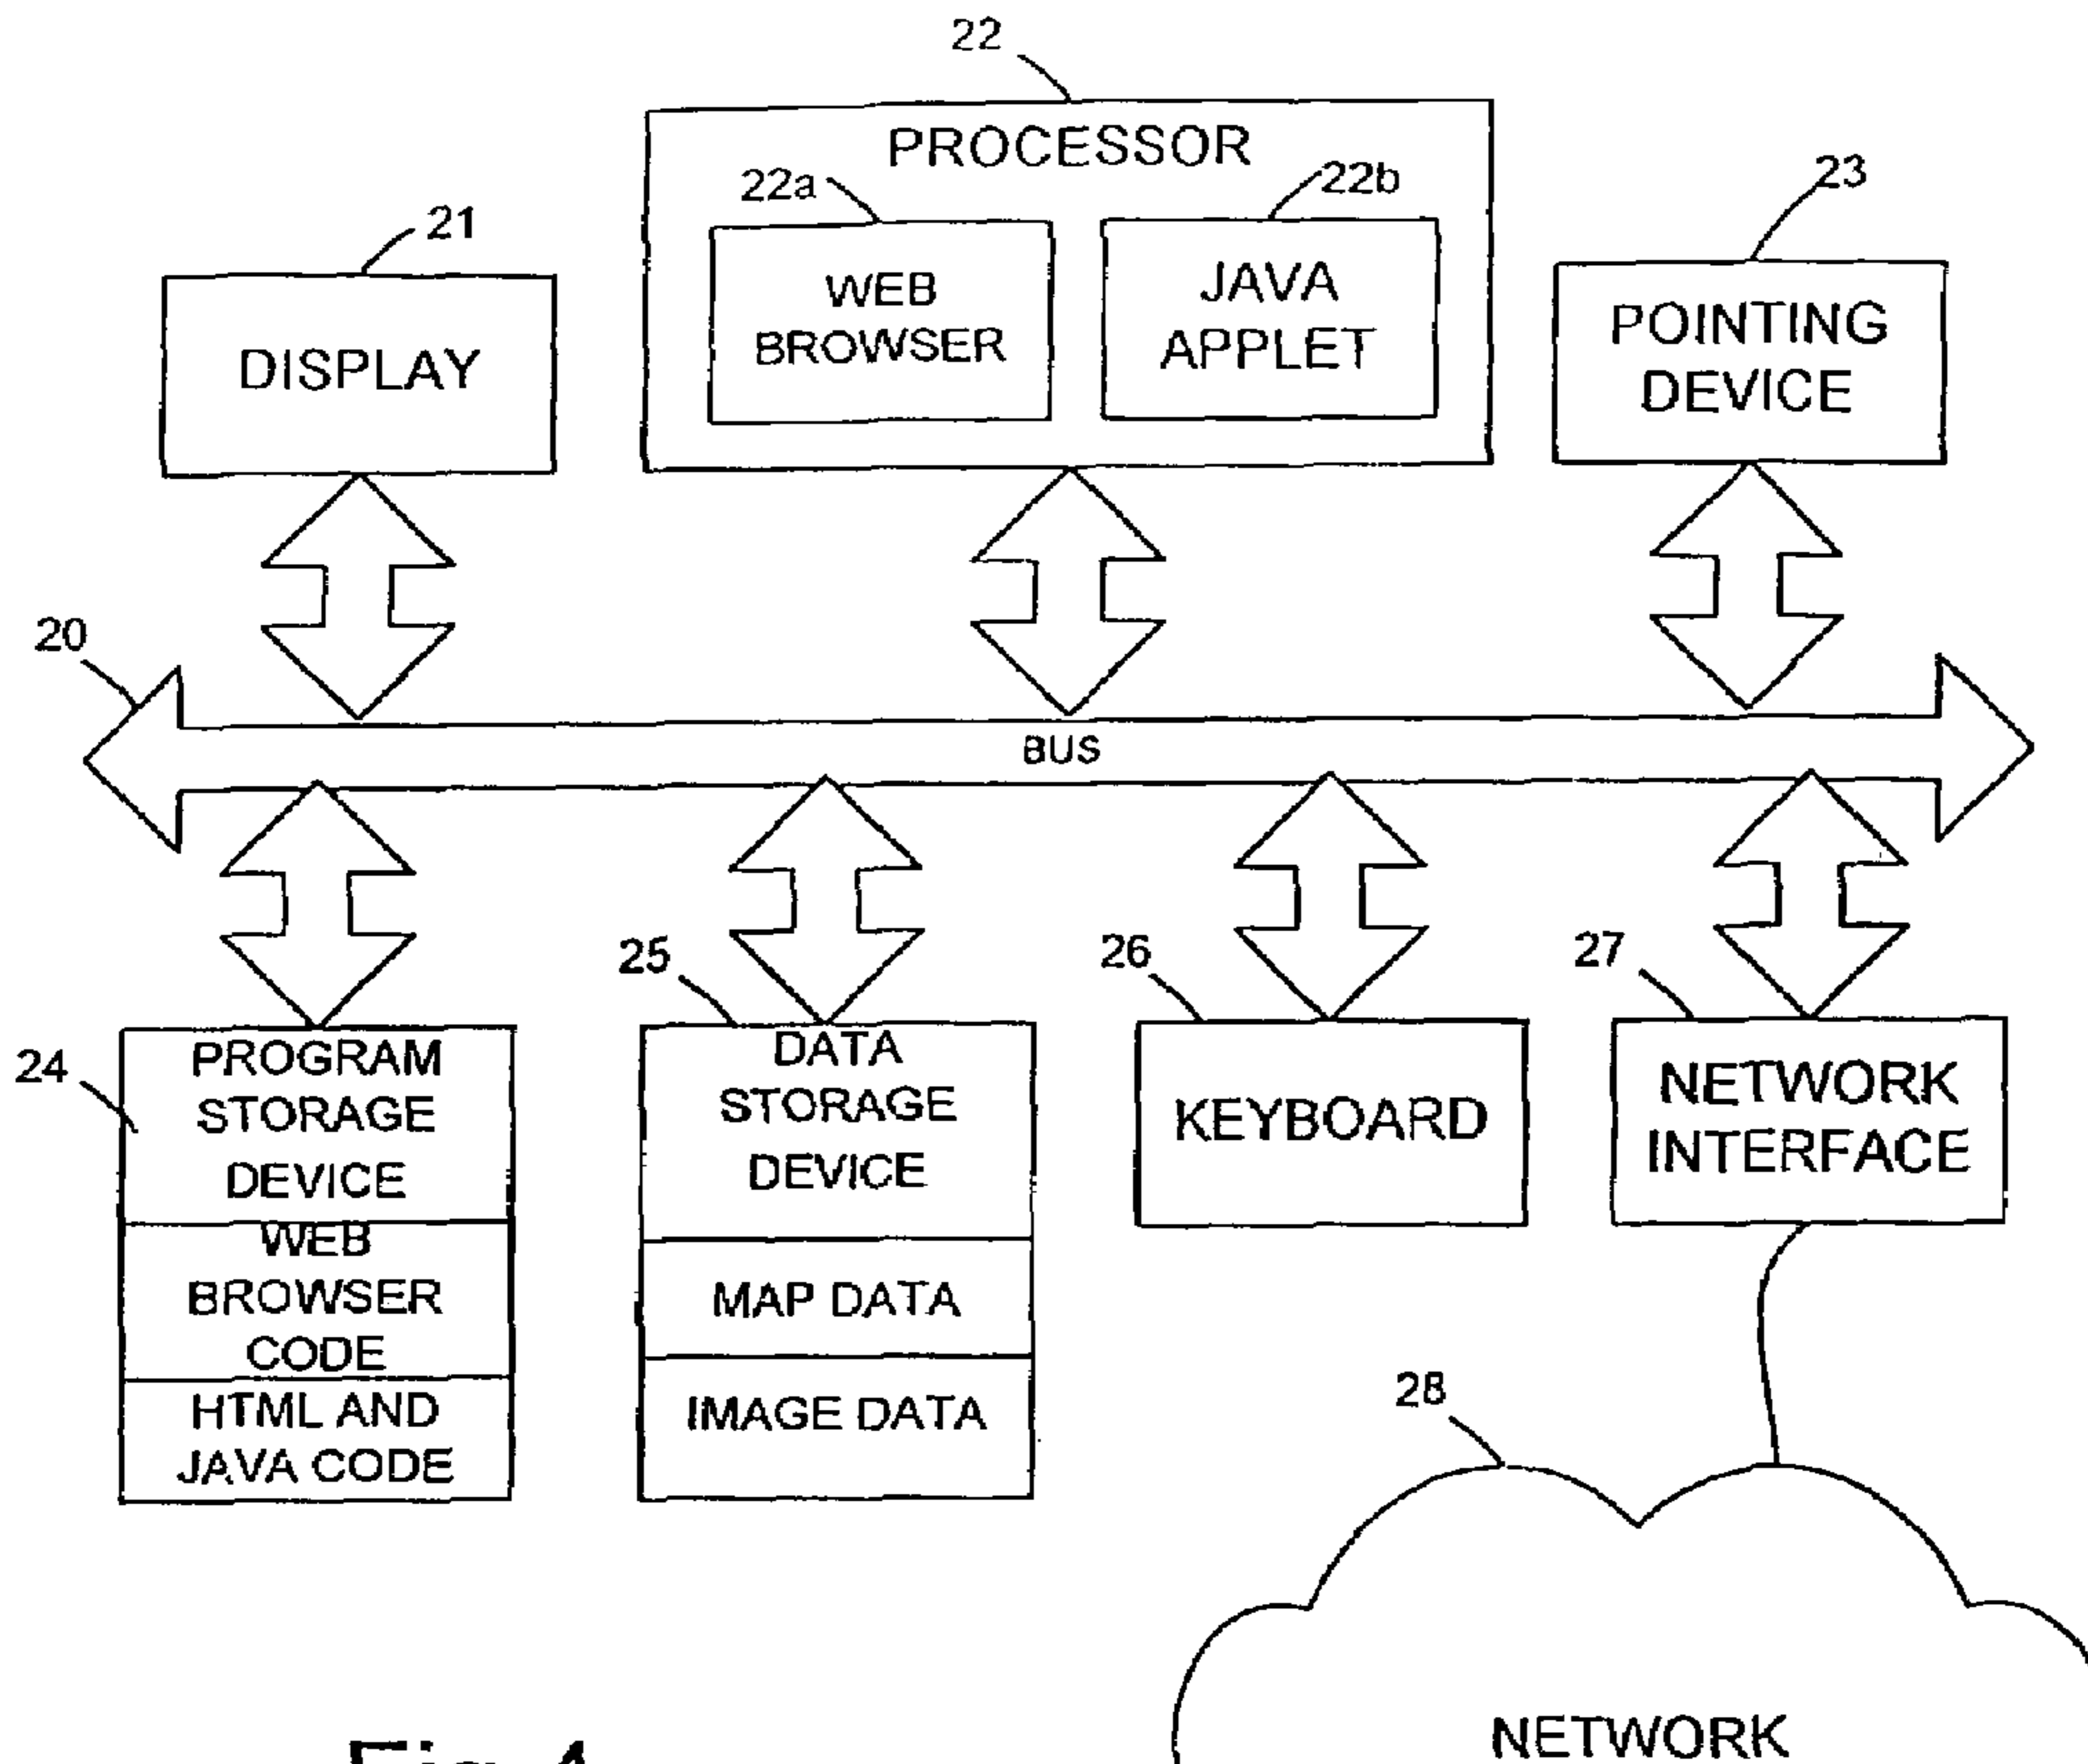 22
PROCESSOR
22a
22b
23
21
WEB
BROWSER
JAVA
APPLET
POINTING
DEVICE
DISPLAY
20
BUS
25
26
27
24
PROGRAM
STORAGE
DEVICE
WEB
BROWSER
CODE
HTML AND
JAVA CODE
DATA
STORAGE
DEVICE
MAP DATA
IMAGE DATA
KEYBOARD
NETWORK
INTERFACE
28
NETWORK